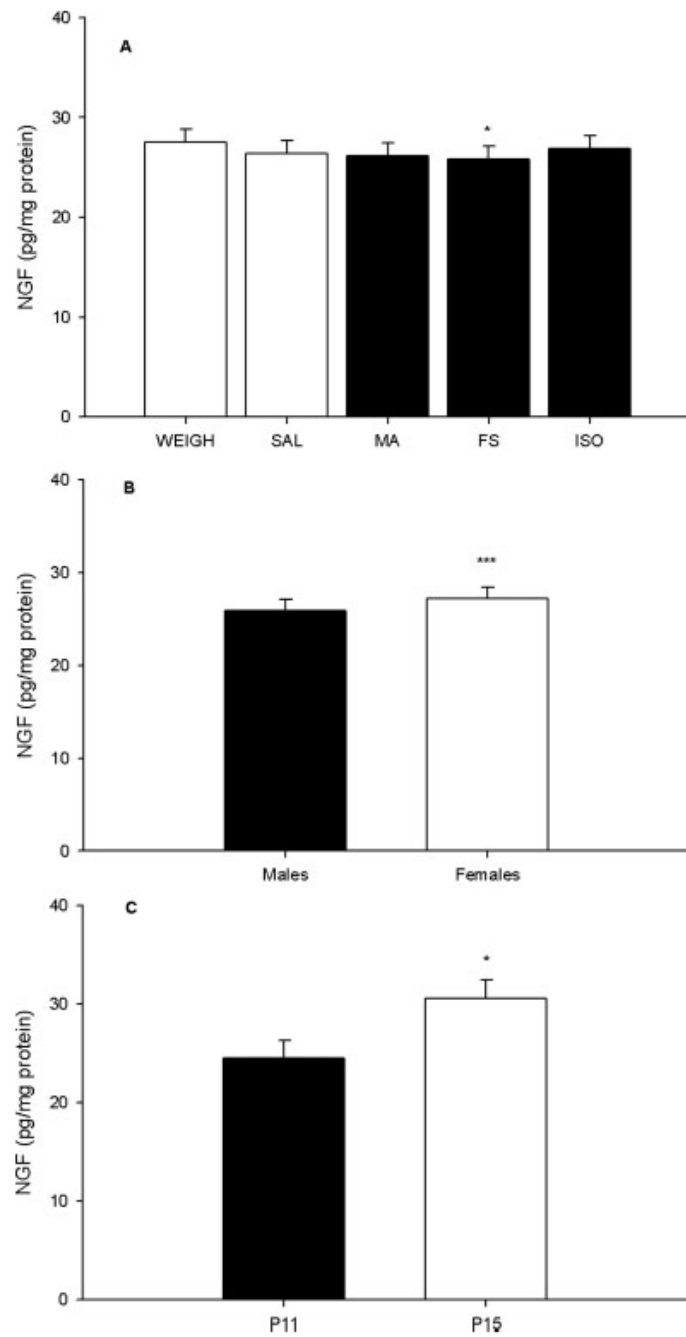 40
A
30
*
20
10
0
NGF (pg/mg protein)
WEIGH SAL MA FS ISO
40
B
30
***
20
10
0
NGF (pg/mg protein)
Males Females
40
C
*
30
20
10
0
NGF (pg/mg protein)
P11 P15